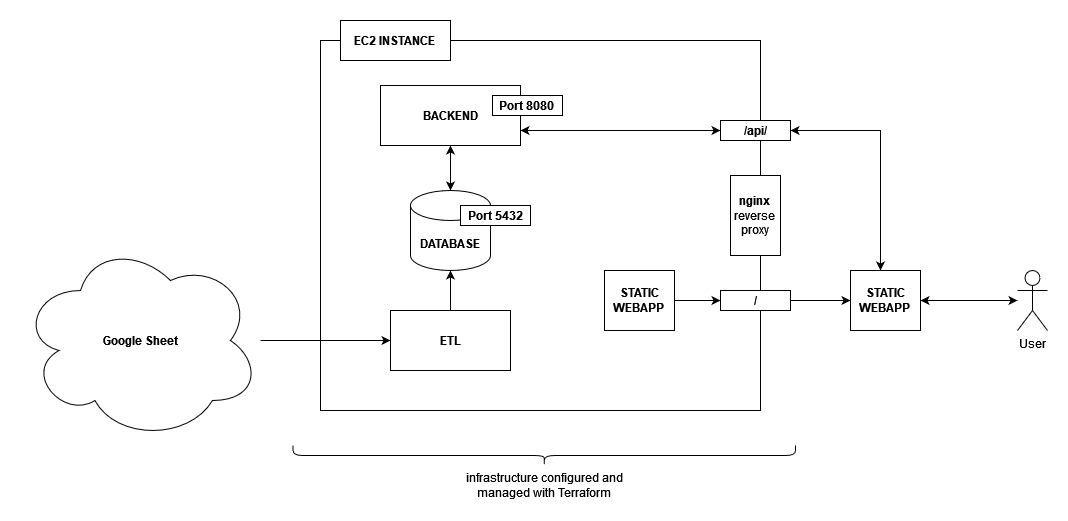 EC2 INSTANCE
Port 8080
BACKEND
/api/
nginx
reverse
proxy
Port 5432
DATABASE
STATIC
WEBAPP
/
STATIC
WEBAPP
Google Sheet
ETL
User
infrastructure configured and
managed with Terraform